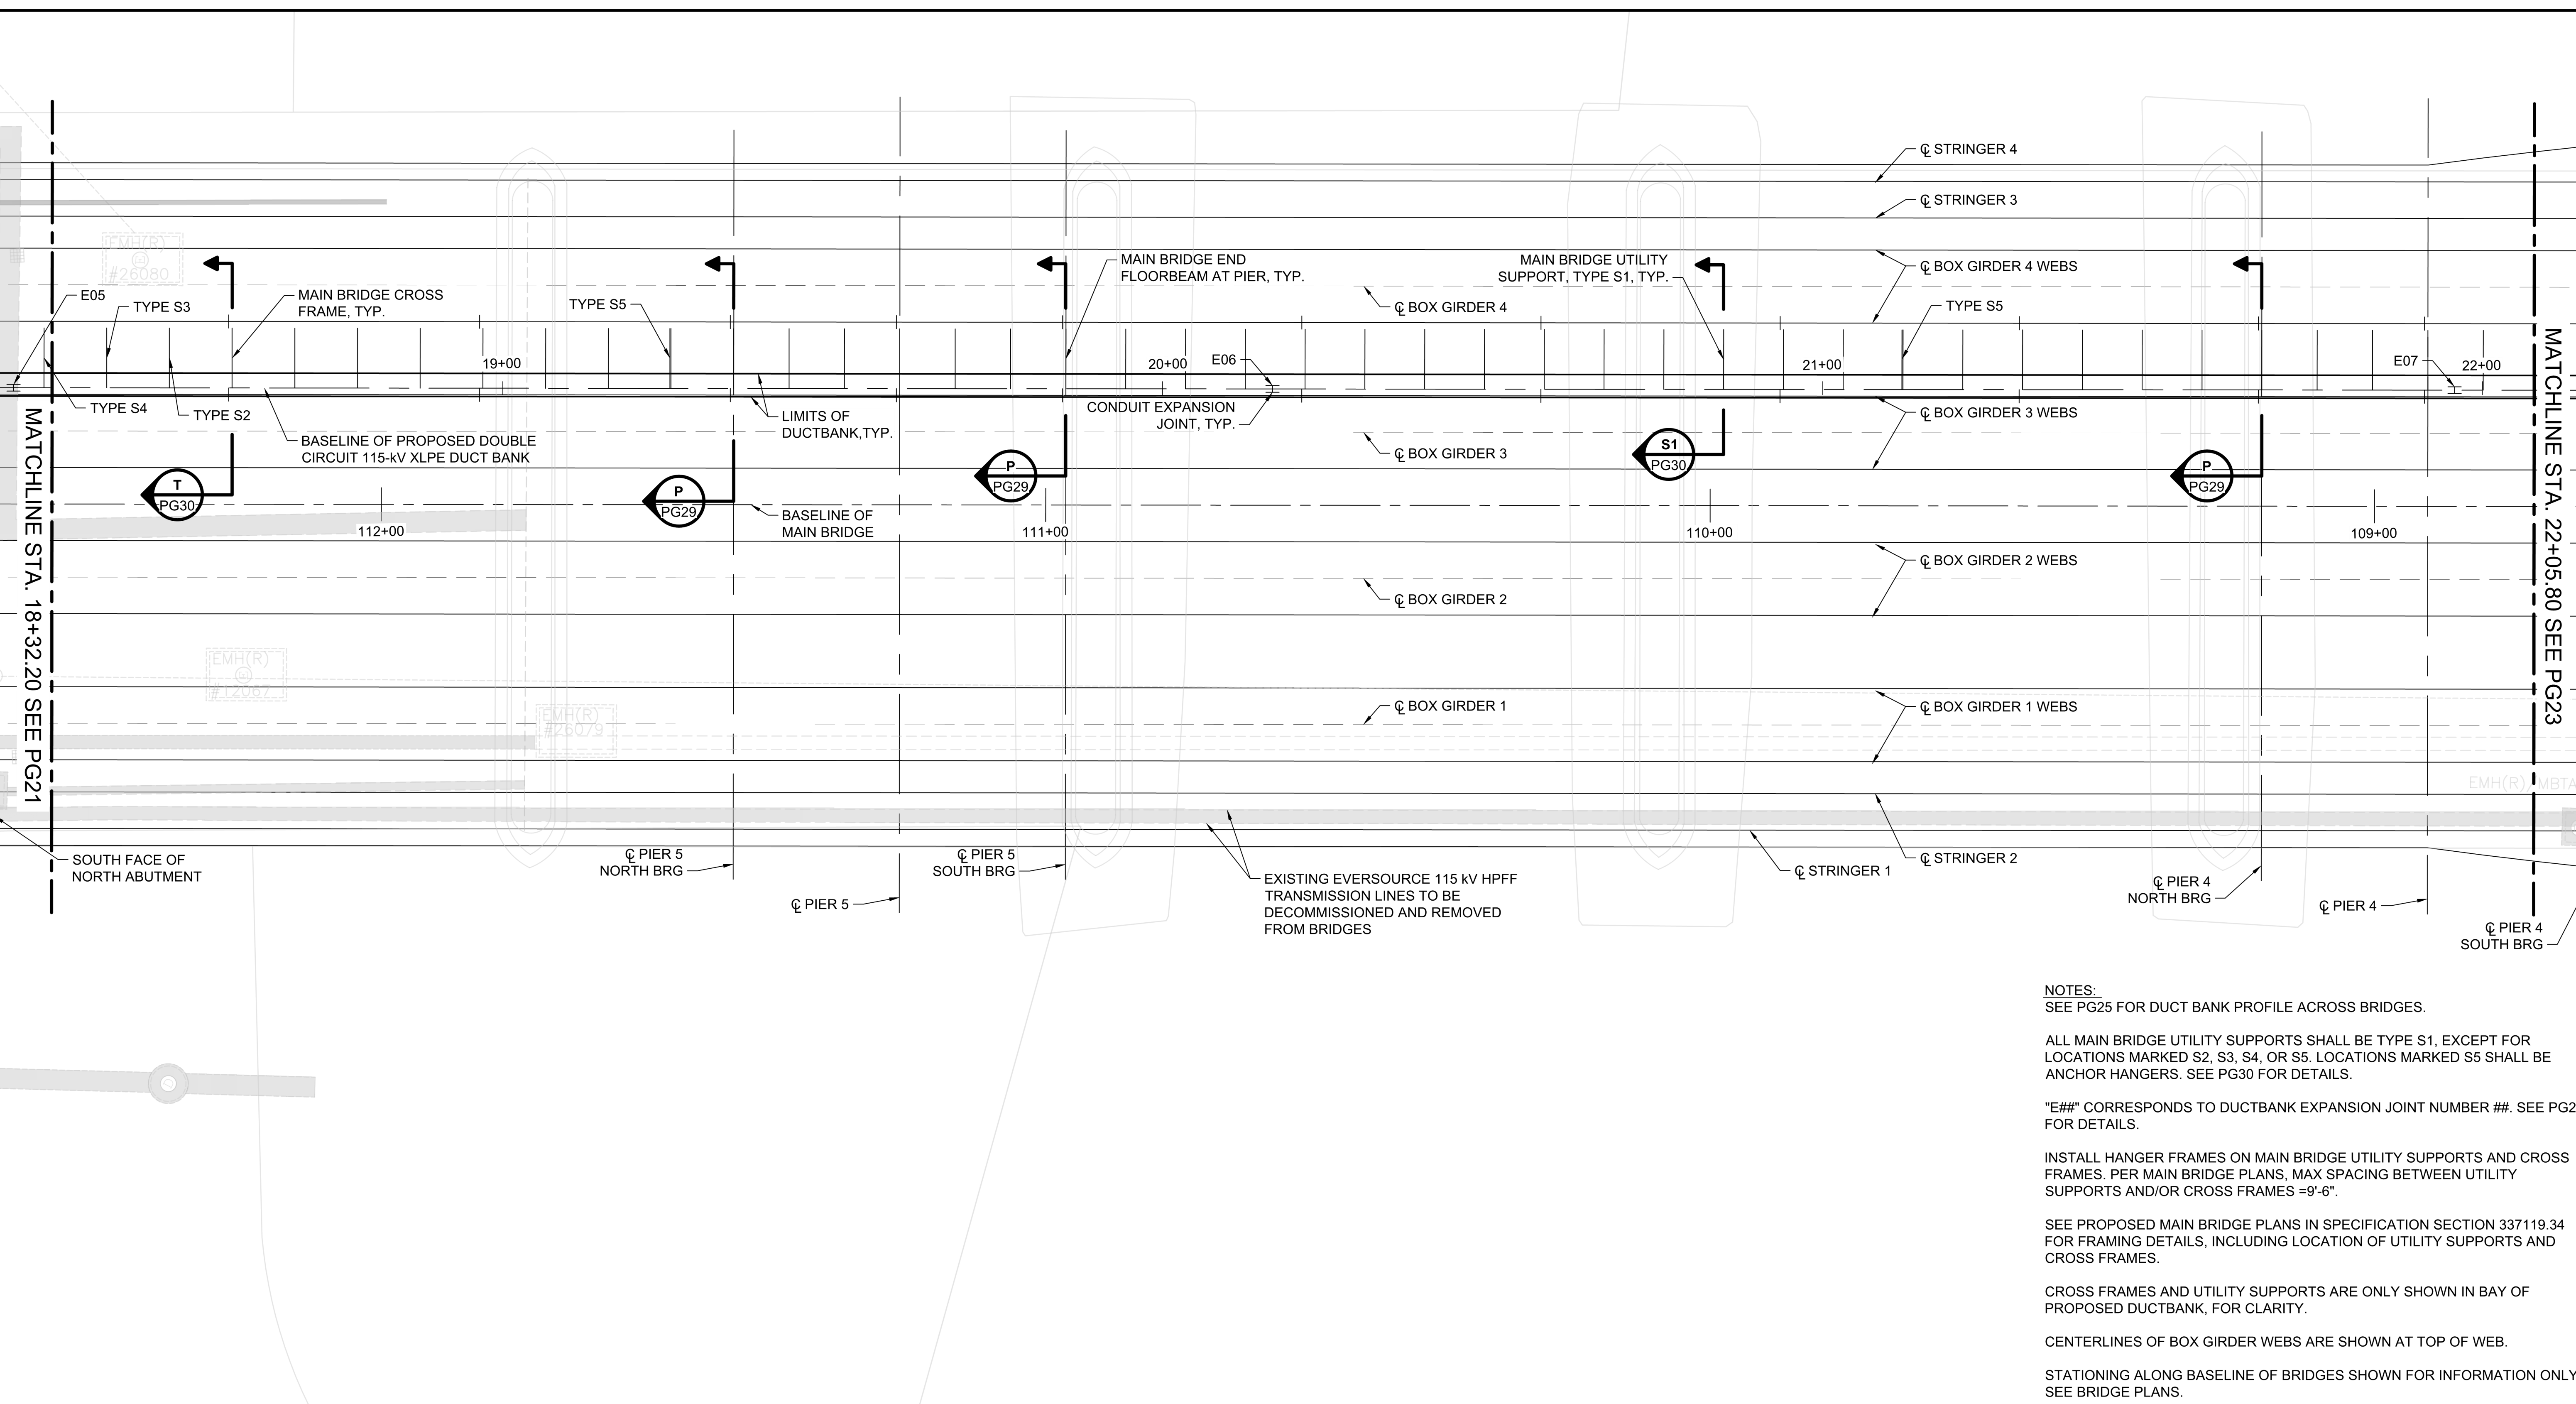 ℄ STRINGER 4
℄ STRINGER 3
EMH(R)
#26080
MAIN BRIDGE END
FLOORBEAM AT PIER, TYP.
MAIN BRIDGE UTILITY
SUPPORT, TYPE S1, TYP.
℄ BOX GIRDER 4 WEBS
E05
TYPE S3
MAIN BRIDGE CROSS
FRAME, TYP.
TYPE S5
℄ BOX GIRDER 4
TYPE S5
19+00
20+00
E06
21+00
E07
22+00
TYPE S4
TYPE S2
LIMITS OF
DUCTBANK,TYP.
CONDUIT EXPANSION
JOINT, TYP.
℄ BOX GIRDER 3 WEBS
BASELINE OF PROPOSED DOUBLE
CIRCUIT 115-kV XLPE DUCT BANK
℄ BOX GIRDER 3
T
PG30
P
PG29
P
PG29
S1
PG30
P
PG29
BASELINE OF
MAIN BRIDGE
112+00
111+00
110+00
109+00
MATCHLINE STA. 18+32.20 SEE PG21
MATCHLINE STA. 22+05.80 SEE PG23
℄ BOX GIRDER 2 WEBS
℄ BOX GIRDER 2
EMH(R)
#12067
EMH(R)
#26079
℄ BOX GIRDER 1
℄ BOX GIRDER 1 WEBS
EMH(R) MBTA
SOUTH FACE OF
NORTH ABUTMENT
℄ PIER 5
NORTH BRG
℄ PIER 5
℄ PIER 5
SOUTH BRG
EXISTING EVERSOURCE 115 kV HPFF
TRANSMISSION LINES TO BE
DECOMMISSIONED AND REMOVED
FROM BRIDGES
℄ STRINGER 1
℄ STRINGER 2
℄ PIER 4
NORTH BRG
℄ PIER 4
℄ PIER 4
SOUTH BRG
NOTES:
SEE PG25 FOR DUCT BANK PROFILE ACROSS BRIDGES.
ALL MAIN BRIDGE UTILITY SUPPORTS SHALL BE TYPE S1, EXCEPT FOR
LOCATIONS MARKED S2, S3, S4, OR S5. LOCATIONS MARKED S5 SHALL BE
ANCHOR HANGERS. SEE PG30 FOR DETAILS.
"E##" CORRESPONDS TO DUCTBANK EXPANSION JOINT NUMBER ##. SEE PG2
FOR DETAILS.
INSTALL HANGER FRAMES ON MAIN BRIDGE UTILITY SUPPORTS AND CROSS
FRAMES. PER MAIN BRIDGE PLANS, MAX SPACING BETWEEN UTILITY
SUPPORTS AND/OR CROSS FRAMES =9'-6".
SEE PROPOSED MAIN BRIDGE PLANS IN SPECIFICATION SECTION 337119.34
FOR FRAMING DETAILS, INCLUDING LOCATION OF UTILITY SUPPORTS AND
CROSS FRAMES.
CROSS FRAMES AND UTILITY SUPPORTS ARE ONLY SHOWN IN BAY OF
PROPOSED DUCTBANK, FOR CLARITY.
CENTERLINES OF BOX GIRDER WEBS ARE SHOWN AT TOP OF WEB.
STATIONING ALONG BASELINE OF BRIDGES SHOWN FOR INFORMATION ONLY
SEE BRIDGE PLANS.